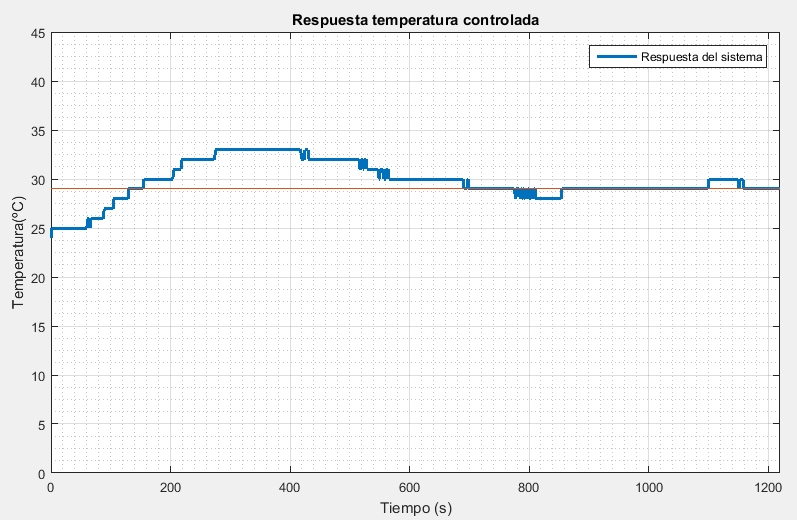 Respuesta temperatura controlada
Respuesta del sistema
Temperatura(ºC)
45
40
35
30
25
20
15
10
5
0
0 200 400 600 800 1000 1200
Tiempo (s)